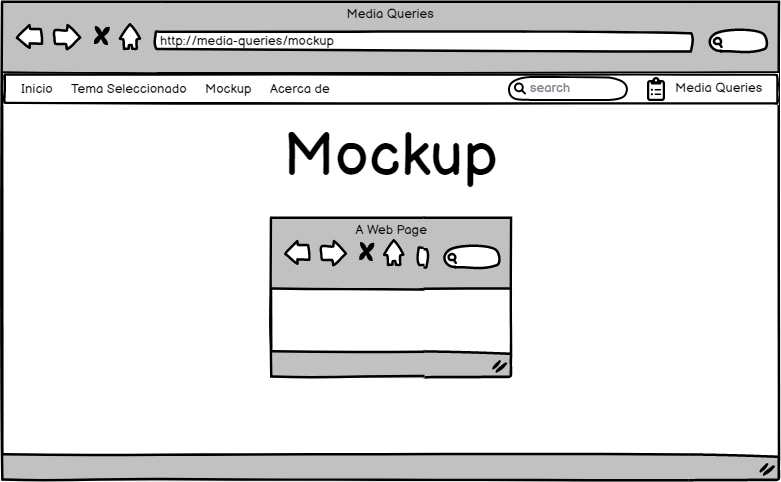 Media Queries
http://media-queries/mockup
Inicio Tema Seleccionado Mockup Acerca de search Media Queries
Mockup
A Web Page